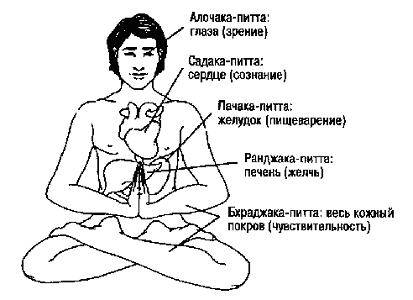 Алочака-питта:
глаза (зрение)
Садака-питта:
сердце (сознание)
Пачака-питта:
желудок (пищеварение)
Ранджака-питта:
печень (желчь)
Бхраджака-питта: весь кожный
покров (чувствительность)